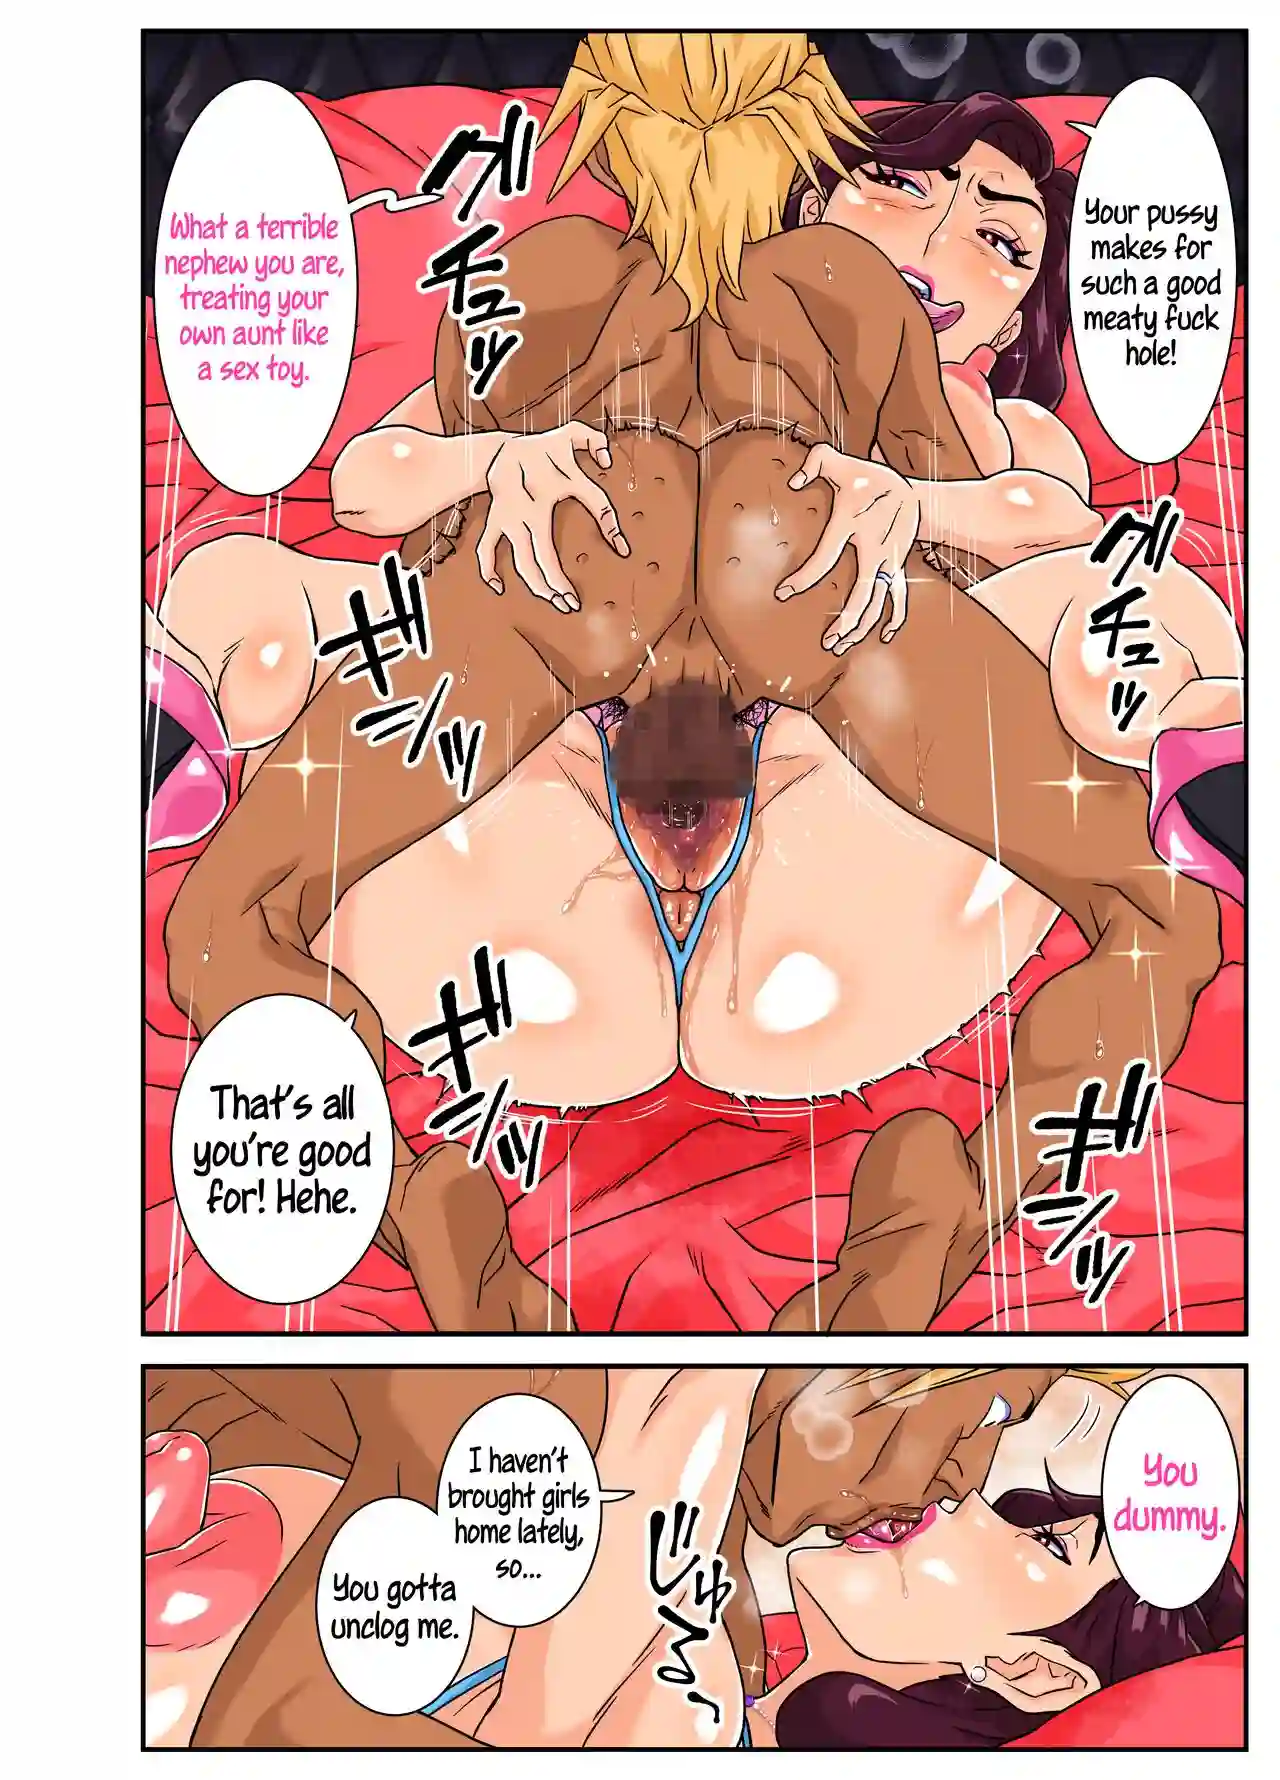 Your pussy
makes for
such a good
meaty fuck
hole!
グチュッ
What a terrible
nephew you are,
treating your
own aunt like
a sex toy.
グチュッ
ギシッ
That's all
you're good
for! Hehe.
ギシッ
ギシッ
You
dummy.
I haven't
brought girls
home lately,
so...
You gotta
unclog me.
じゅるっ